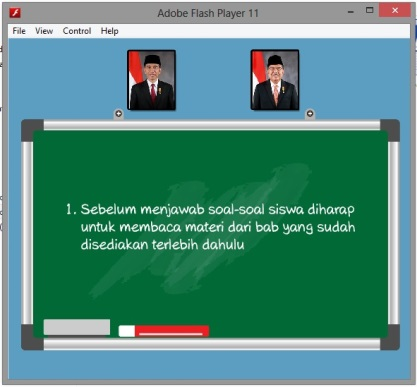 Adobe Flash Player 11
File View Control Help
1. Sebelum menjawab soal-soal siswa diharap
untuk membaca materi dari bab yang sudah
disediakan terlebih dahulu